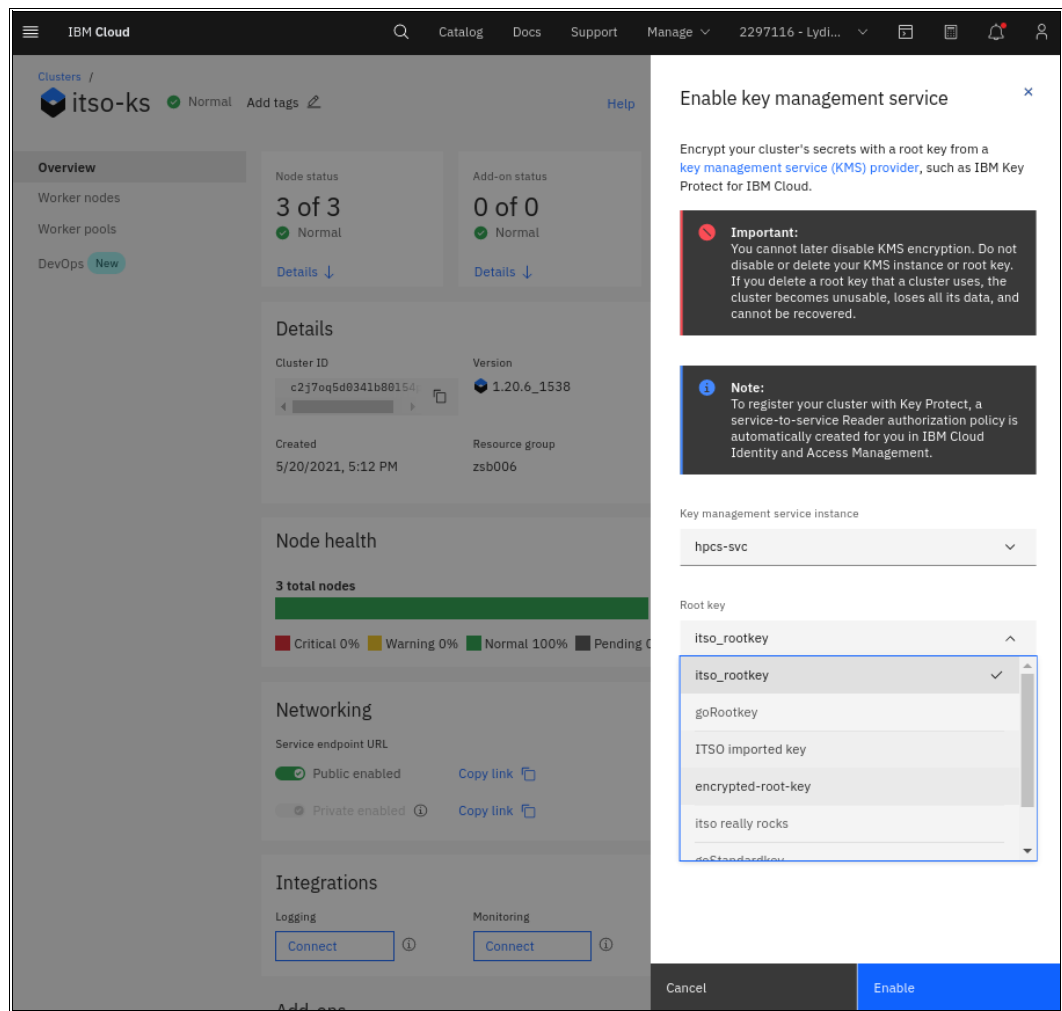 IBM Cloud
Catalog
Docs
Support
Manage
2297116 - Lydi...
Clusters /
itso-ks
Normal
Add tags
Help
Overview
Worker nodes
Worker pools
DevOps
New
Node status
3 of 3
Normal
Details ↓
Add-on status
0 of 0
Normal
Details ↓
Details
Cluster ID
Version
1.20.6_1538
Created
5/20/2021, 5:12 PM
Resource group
zsb006
Node health
3 total nodes
Critical 0%
Warning 0%
Normal 100%
Pending
Networking
Service endpoint URL
Public enabled
Copy link
Private enabled
Copy link
Integrations
Logging
Connect
Monitoring
Connect
Enable key management service
Encrypt your cluster's secrets with a root key from a
key management service (KMS) provider, such as IBM Key
Protect for IBM Cloud.
Important:
You cannot later disable KMS encryption. Do not
disable or delete your KMS instance or root key.
If you delete a root key that a cluster uses, the
cluster becomes unusable, loses all its data, and
cannot be recovered.
Note:
To register your cluster with Key Protect, a
service-to-service Reader authorization policy is
automatically created for you in IBM Cloud
Identity and Access Management.
Key management service instance
hpcs-svc
Root key
itso_rootkey
itso_rootkey
goRootkey
ITSO imported key
encrypted-root-key
itso really rocks
Cancel
Enable